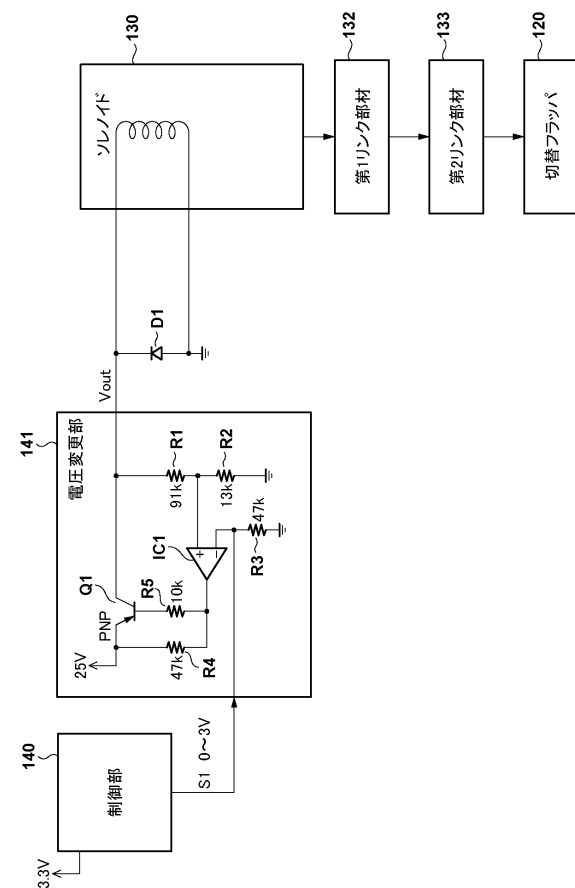 3.3V
140
制御部
S1 0～3V
141
電圧変更部
25V
PNP
Q1
47k
R4
R5
10k
IC1
+
−
R3
47k
91k
R1
13k
R2
Vout
D1
130
ソレノイド
132
第1リンク部材
133
第2リンク部材
120
切替フラッパ